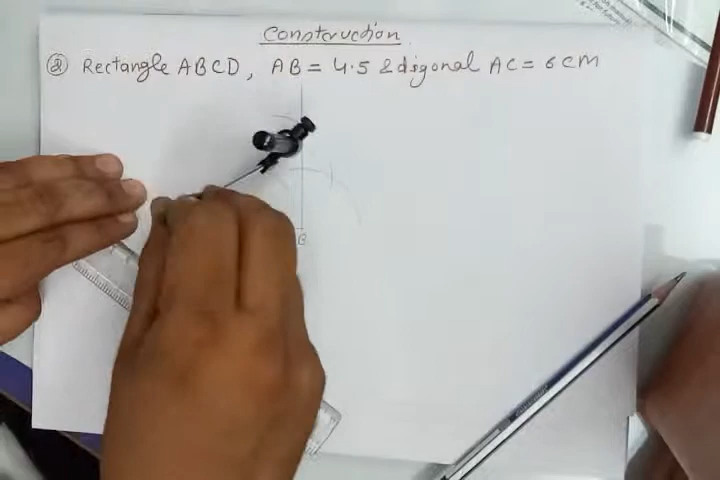 Construction
② Rectangle ABCD, AB = 4.5 & digonal AC = 6 CM
B